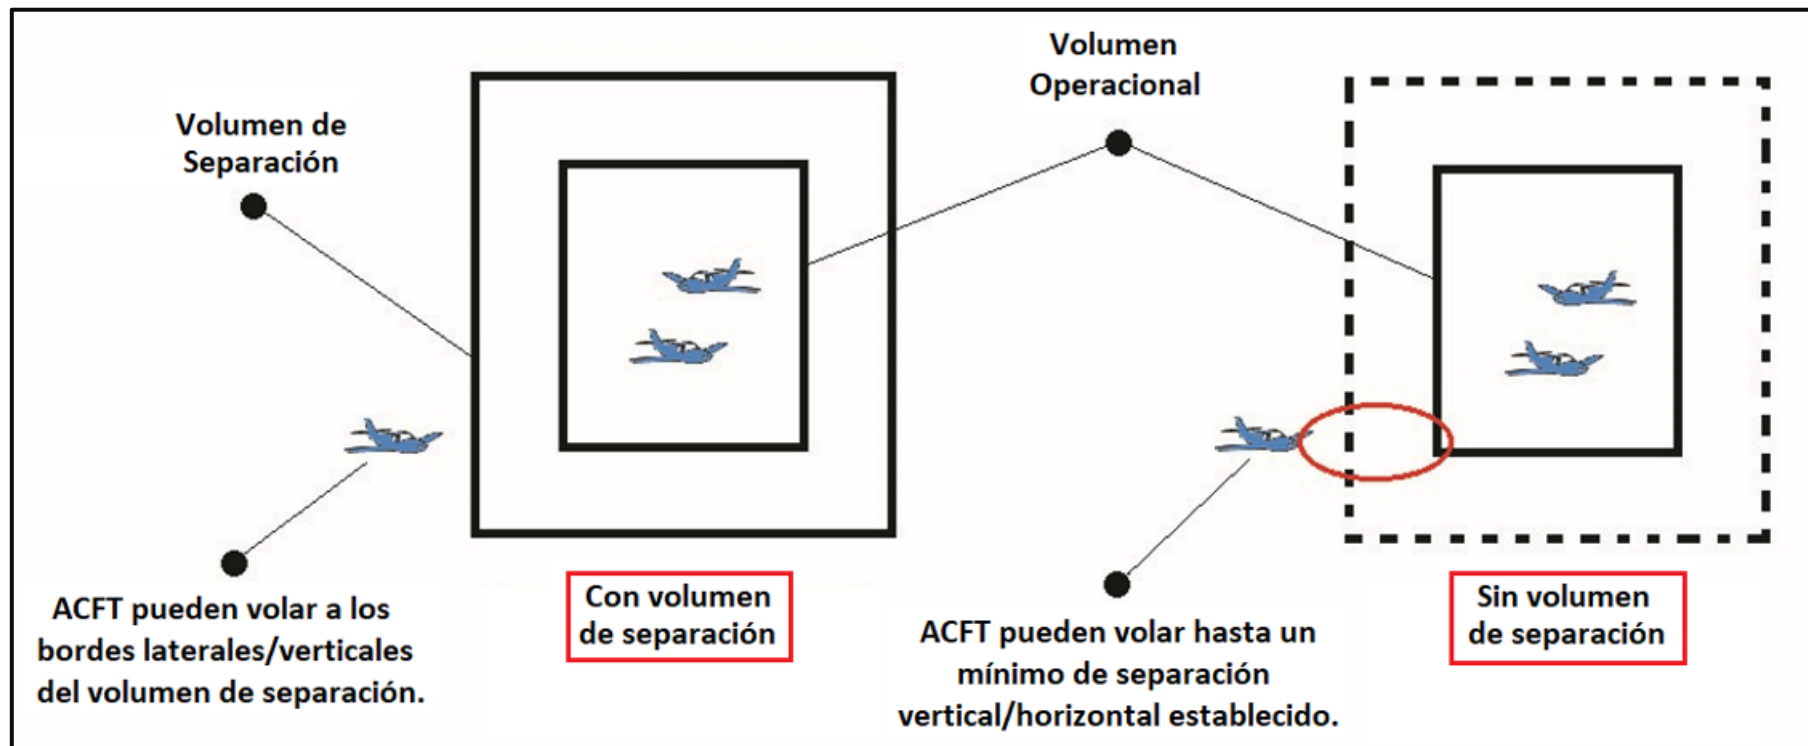 Volumen
Operacional
Volumen de
Separación
Con volumen
de separación
Sin volumen
de separación
ACFT pueden volar a los
bordes laterales/verticales
del volumen de separación.
ACFT pueden volar hasta un
mínimo de separación
vertical/horizontal establecido.